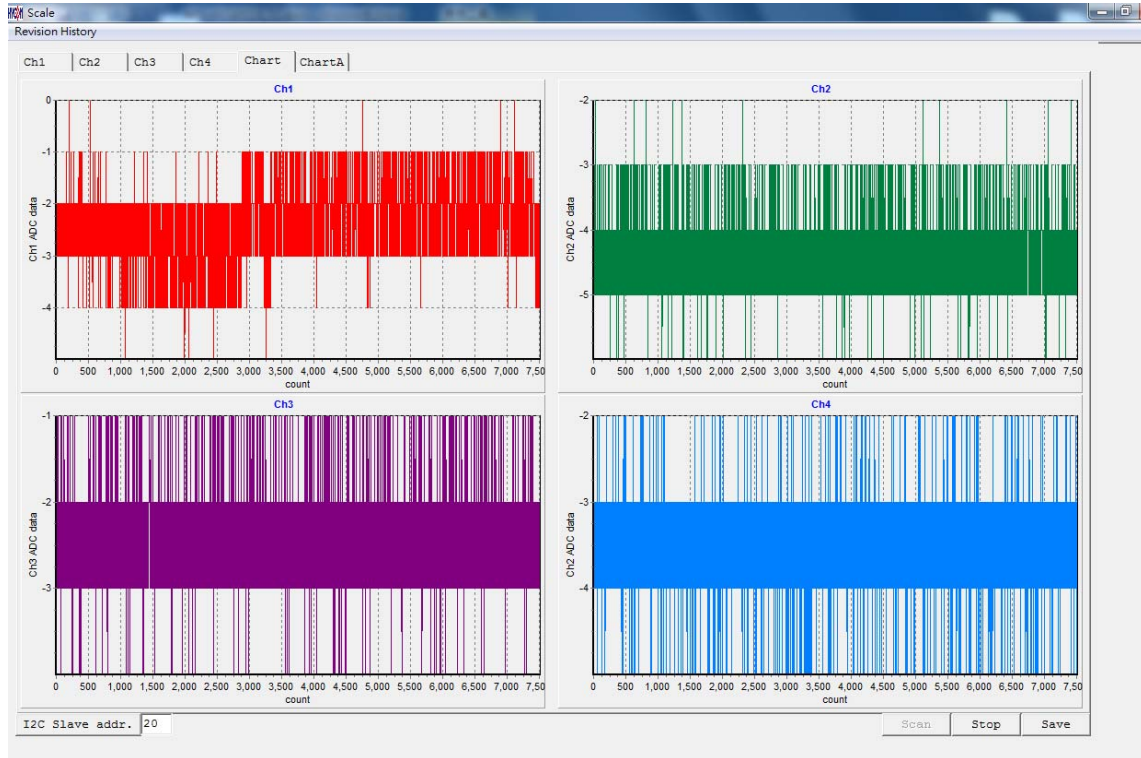 Scale
Revision History
Ch1 Ch2 Ch3 Ch4 Chart ChartA
Ch1
0
-1
-2
-3
-4
Ch1 ADC data
0 500 1,000 1,500 2,000 2,500 3,000 3,500 4,000 4,500 5,000 5,500 6,000 6,500 7,000 7,50
count
Ch2
-2
-3
-4
-5
Ch2 ADC data
0 500 1,000 1,500 2,000 2,500 3,000 3,500 4,000 4,500 5,000 5,500 6,000 6,500 7,000 7,50
count
Ch3
-1
-2
-3
Ch3 ADC data
0 500 1,000 1,500 2,000 2,500 3,000 3,500 4,000 4,500 5,000 5,500 6,000 6,500 7,000 7,50
count
Ch4
-2
-3
-4
Ch2 ADC data
0 500 1,000 1,500 2,000 2,500 3,000 3,500 4,000 4,500 5,000 5,500 6,000 6,500 7,000 7,50
count
I2C Slave addr. 20 Scan Stop Save